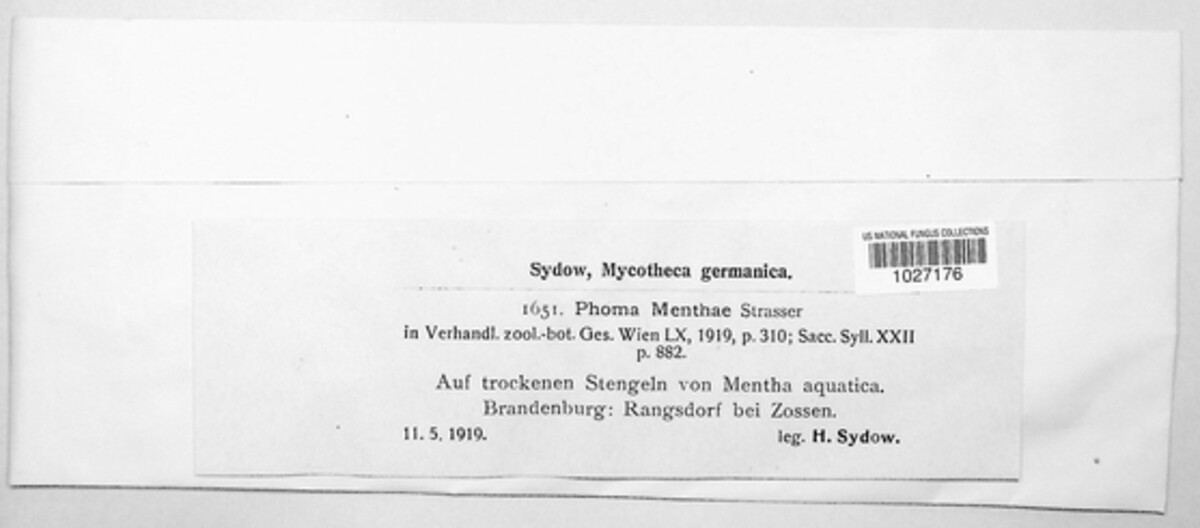 US NATIONAL FUNGUS COLLECTIONS
1027176
Sydow, Mycotheca germanica.
1651. Phoma Menthae Strasser
in Verhandl. zool.-bot. Ges. Wien LX, 1919, p. 310; Sacc. Syll. XXII
p. 882.
Auf trockenen Stengeln von Mentha aquatica.
Brandenburg: Rangsdorf bei Zossen.
11. 5. 1919. leg. H. Sydow.